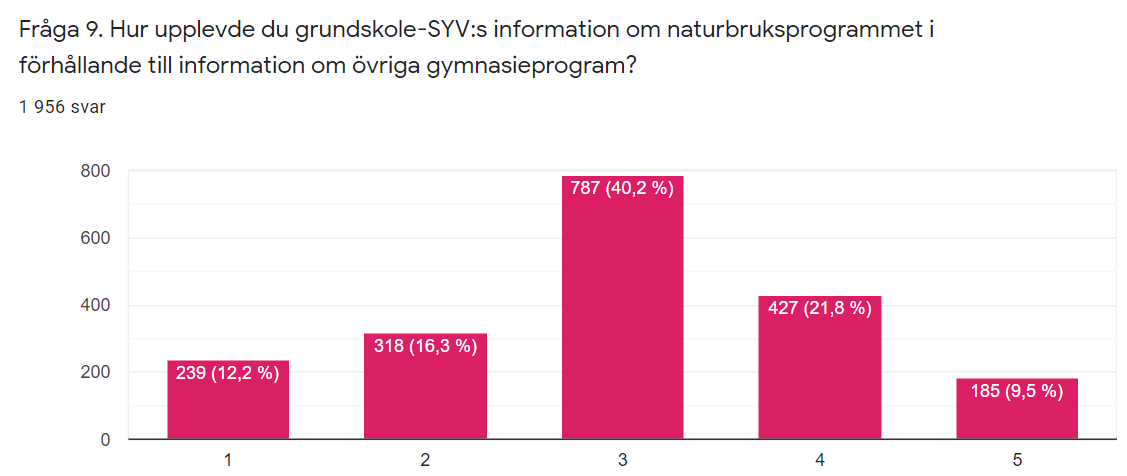 Fråga 9. Hur upplevde du grundskole-SYV:s information om naturbruksprogrammet i
förhållande till information om övriga gymnasieprogram?
1 956 svar
800
600
400
200
0
239 (12,2 %)
318 (16,3 %)
787 (40,2 %)
427 (21,8 %)
185 (9,5 %)
1
2
3
4
5